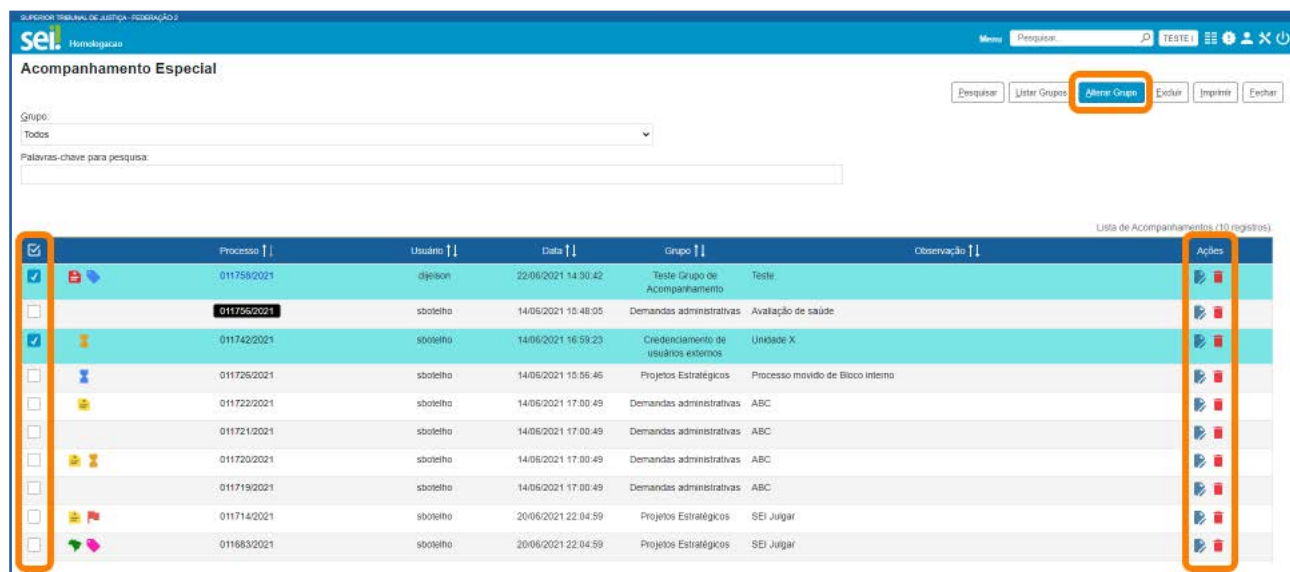 SUPERIOR TRIBUNAL DE JUSTIÇA - FEDERAÇÃO 2
sei! Homologacao Menu Pesquisar... TESTE I
Acompanhamento Especial
Pesquisar Listar Grupos Alterar Grupo Excluir Imprimir Fechar
Grupo:
Todos
Palavras-chave para pesquisa:
Lista de Acompanhamentos (10 registros):
Processo Usuário Data Grupo Observação Ações
011758/2021 djeison 22/06/2021 14:30:42 Teste Grupo de Acompanhamento Teste.
011756/2021 sbotelho 14/06/2021 15:48:05 Demandas administrativas Avaliação de saúde
011742/2021 sbotelho 14/06/2021 16:59:23 Credenciamento de usuários externos Unidade X
011726/2021 sbotelho 14/06/2021 15:56:46 Projetos Estratégicos Processo movido de Bloco interno
011722/2021 sbotelho 14/06/2021 17:00:49 Demandas administrativas ABC
011721/2021 sbotelho 14/06/2021 17:00:49 Demandas administrativas ABC
011720/2021 sbotelho 14/06/2021 17:00:49 Demandas administrativas ABC
011719/2021 sbotelho 14/06/2021 17:00:49 Demandas administrativas ABC
011714/2021 sbotelho 20/06/2021 22:04:59 Projetos Estratégicos SEI Julgar
011683/2021 sbotelho 20/06/2021 22:04:59 Projetos Estratégicos SEI Julgar